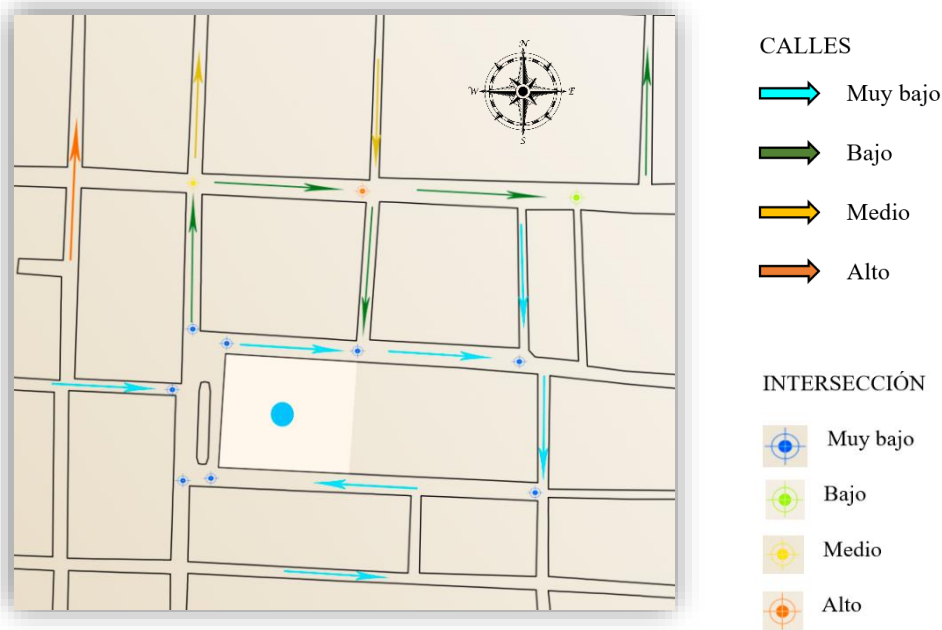 N
W
E
S
CALLES
Muy bajo
Bajo
Medio
Alto
INTERSECCIÓN
Muy bajo
Bajo
Medio
Alto